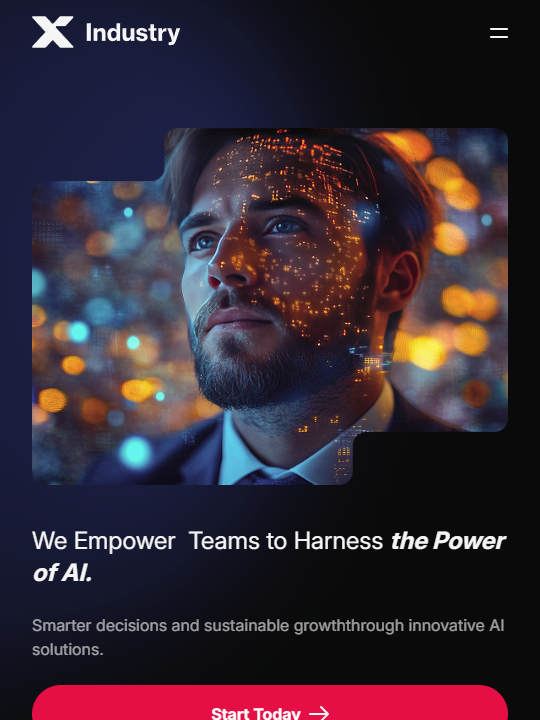 Industry
We Empower  Teams to Harness the Power
of AI.
Smarter decisions and sustainable growththrough innovative AI
solutions.
Start Today